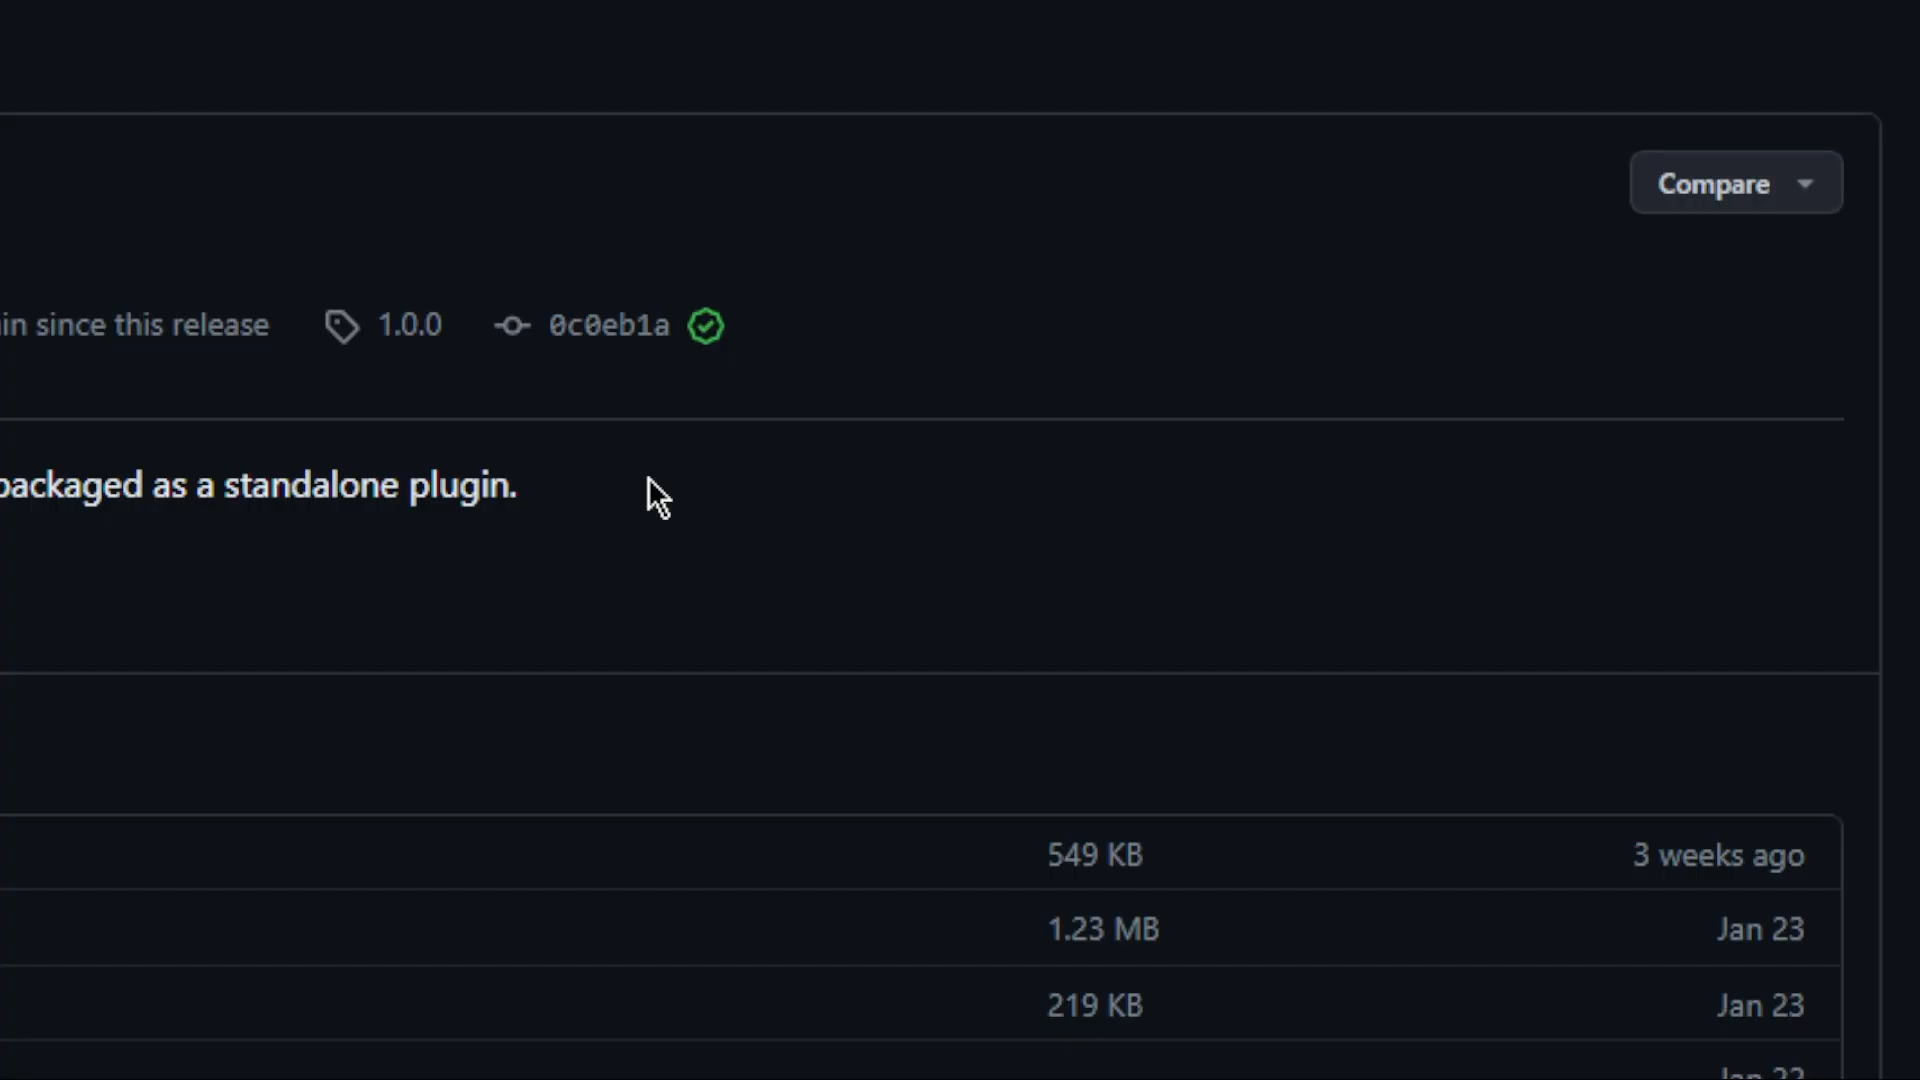 Compare
in since this release 1.0.0 0c0eb1a
packaged as a standalone plugin.
549 KB 3 weeks ago
1.23 MB Jan 23
219 KB Jan 23